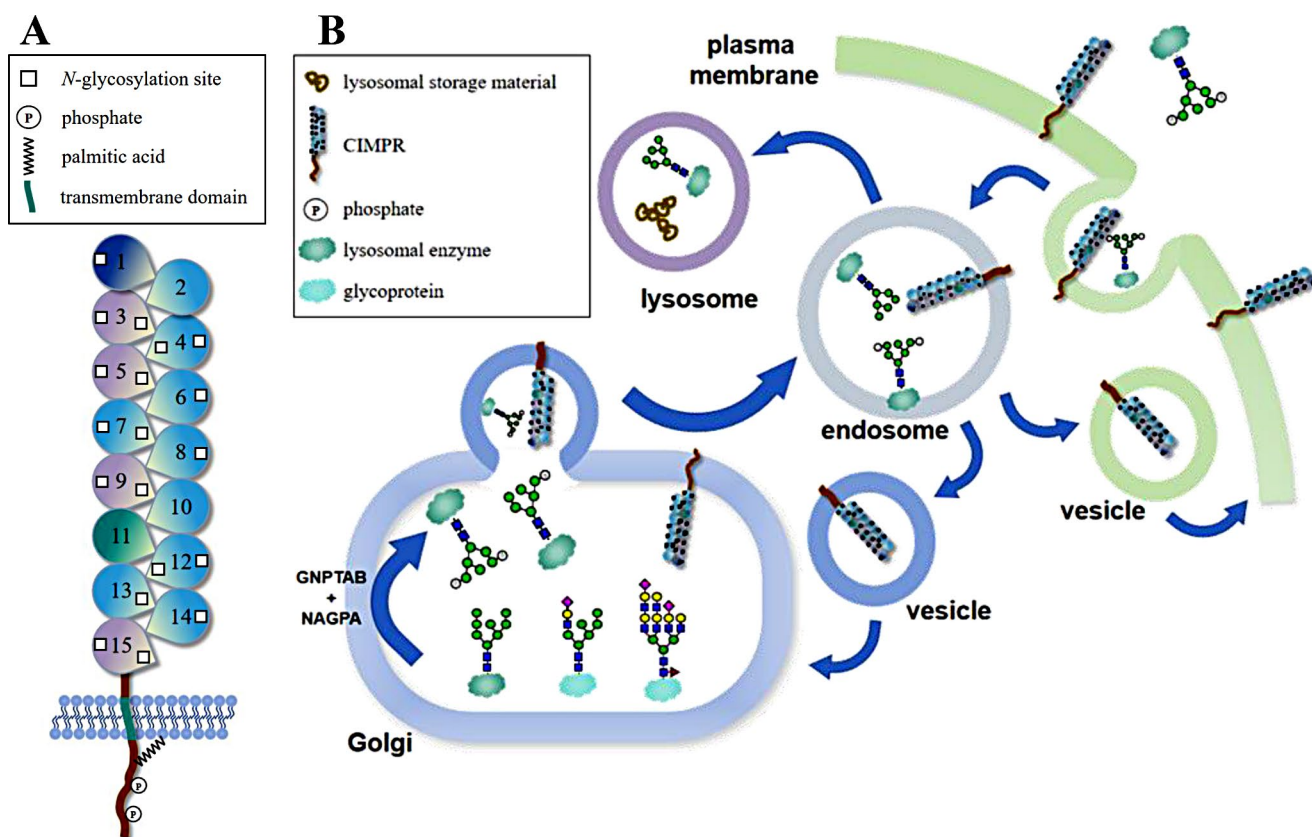 A
N-glycosylation site
P
phosphate
palmitic acid
transmembrane domain
1
2
3
4
5
6
7
8
9
10
11
12
13
14
15
P
P
B
lysosomal storage material
CIMPR
P
phosphate
lysosomal enzyme
glycoprotein
plasma
membrane
lysosome
endosome
vesicle
vesicle
GNPTAB
+
NAGPA
Golgi